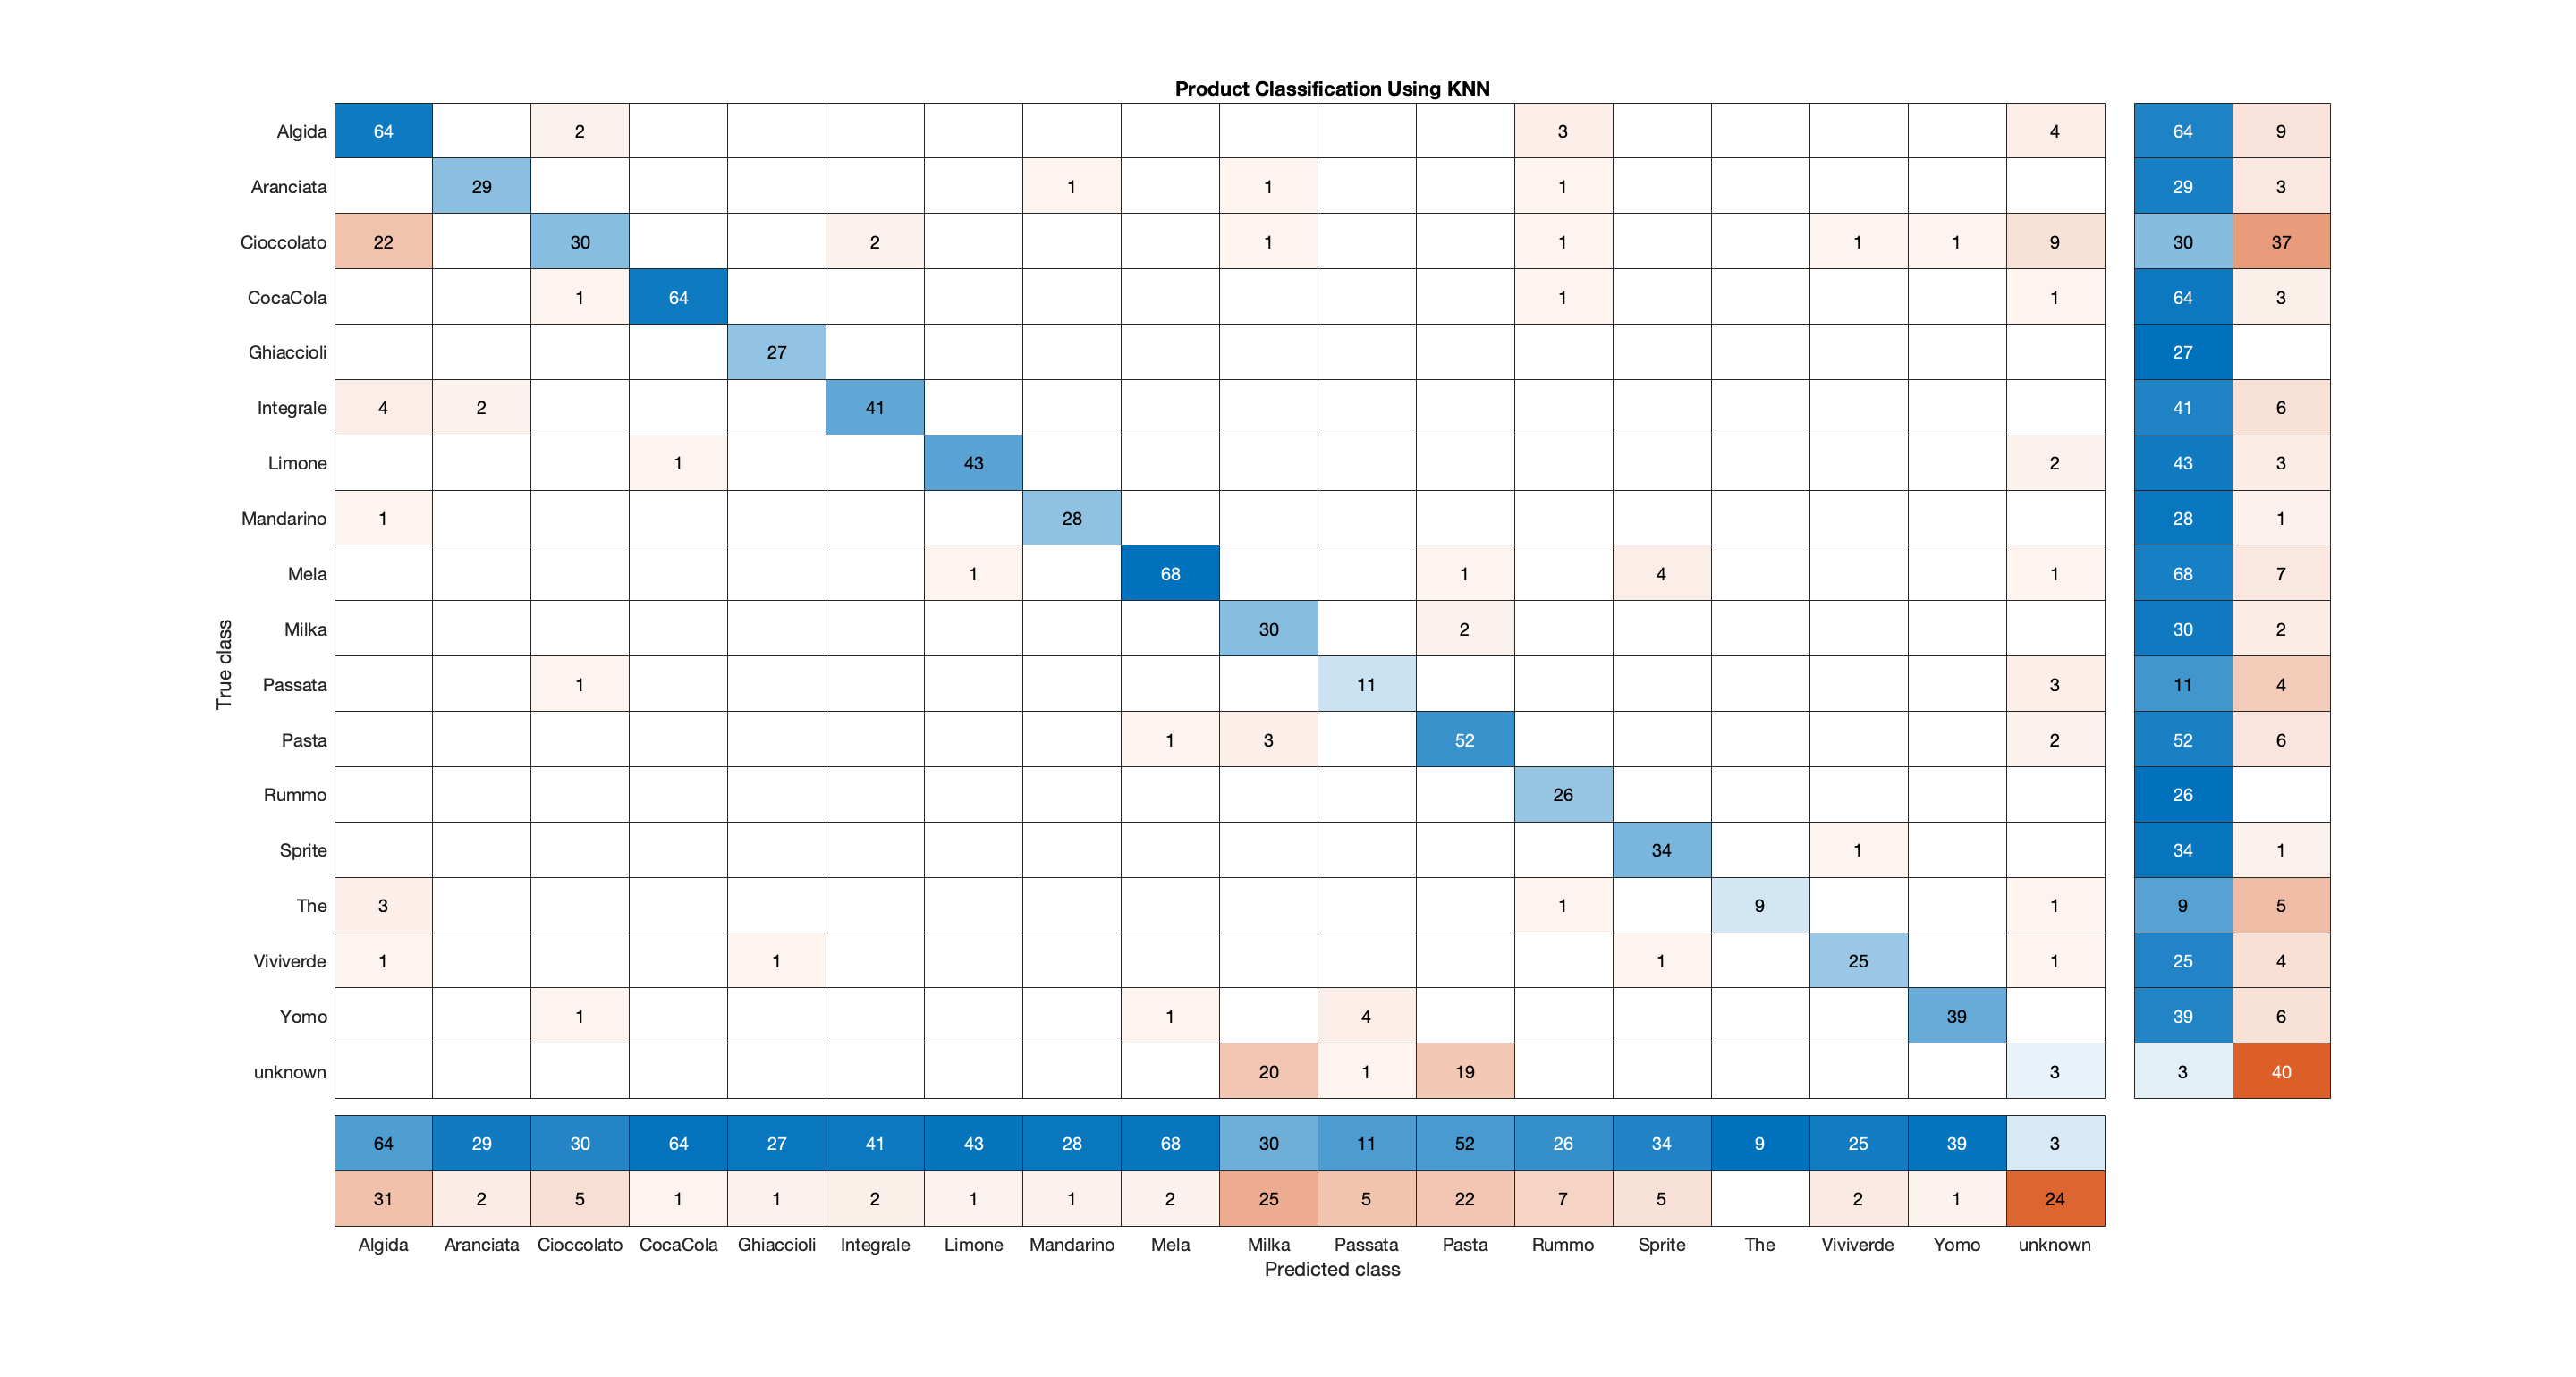 Product Classification Using KNN
Algida 64 2 3 4 64 9
Aranciata 29 1 1 1 29 3
Cioccolato 22 30 2 1 1 1 1 9 30 37
CocaCola 1 64 1 1 64 3
Ghiaccioli 27 27
Integrale 4 2 41 41 6
Limone 1 43 2 43 3
Mandarino 1 28 28 1
Mela 1 68 1 4 1 68 7
Milka 30 2 30 2
Passata 1 11 3 11 4
Pasta 1 3 52 2 52 6
Rummo 26 26
Sprite 34 1 34 1
The 3 1 9 1 9 5
Viviverde 1 1 1 25 1 25 4
Yomo 1 1 4 39 39 6
unknown 20 1 19 3 3 40
True class
64 29 30 64 27 41 43 28 68 30 11 52 26 34 9 25 39 3
31 2 5 1 1 2 1 1 2 25 5 22 7 5 2 1 24
Algida Aranciata Cioccolato CocaCola Ghiaccioli Integrale Limone Mandarino Mela Milka Passata Pasta Rummo Sprite The Viviverde Yomo unknown
Predicted class